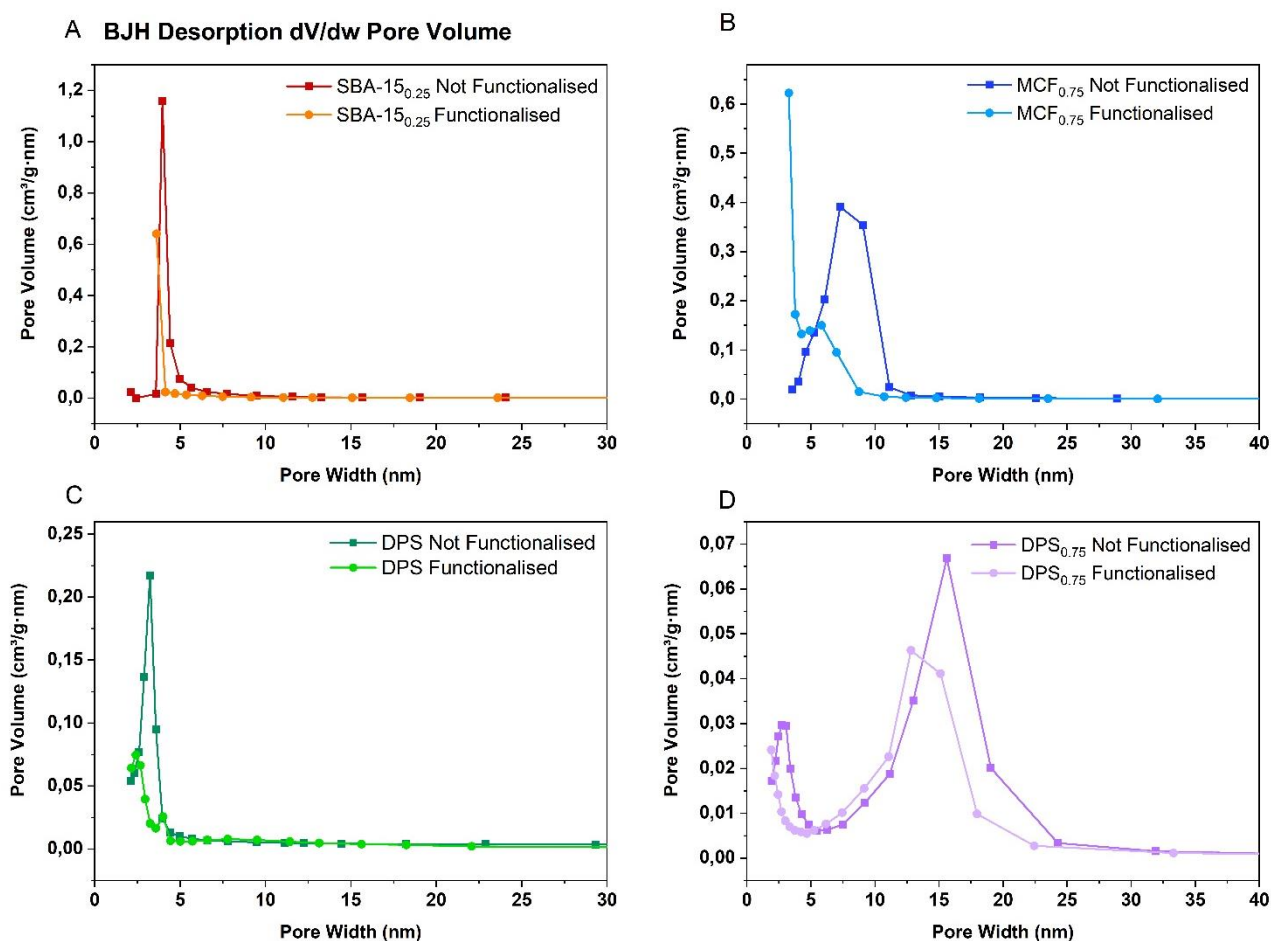 A BJH Desorption dV/dw Pore Volume
SBA-15₀.₂₅ Not Functionalised
SBA-15₀.₂₅ Functionalised
1,2
1,0
0,8
0,6
0,4
0,2
0,0
Pore Volume (cm³/g·nm)
0 5 10 15 20 25 30
Pore Width (nm)
B
MCF₀.₇₅ Not Functionalised
MCF₀.₇₅ Functionalised
0,6
0,5
0,4
0,3
0,2
0,1
0,0
Pore Volume (cm³/g·nm)
0 5 10 15 20 25 30 35 40
Pore Width (nm)
C
DPS Not Functionalised
DPS Functionalised
0,25
0,20
0,15
0,10
0,05
0,00
Pore Volume (cm³/g·nm)
0 5 10 15 20 25 30
Pore Width (nm)
D
DPS₀.₇₅ Not Functionalised
DPS₀.₇₅ Functionalised
0,07
0,06
0,05
0,04
0,03
0,02
0,01
0,00
Pore Volume (cm³/g·nm)
0 5 10 15 20 25 30 35 40
Pore Width (nm)